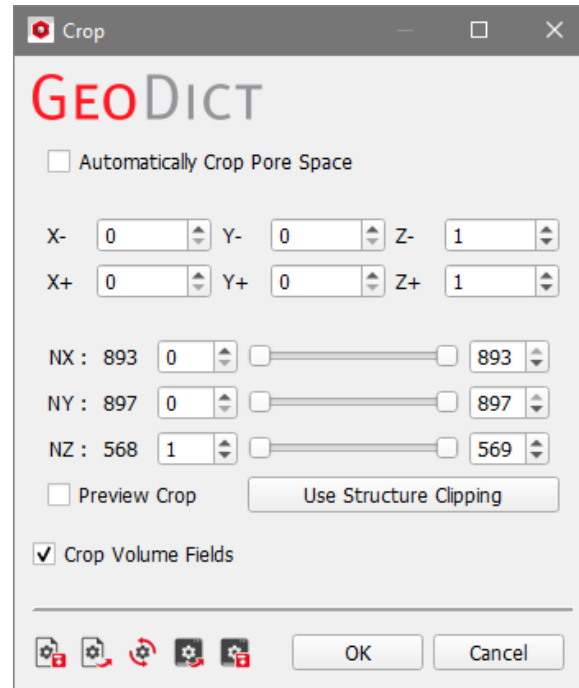 Crop
GEODICT
Automatically Crop Pore Space
X- 0 Y- 0 Z- 1
X+ 0 Y+ 0 Z+ 1
NX : 893 0 893
NY : 897 0 897
NZ : 568 1 569
Preview Crop Use Structure Clipping
Crop Volume Fields
OK Cancel